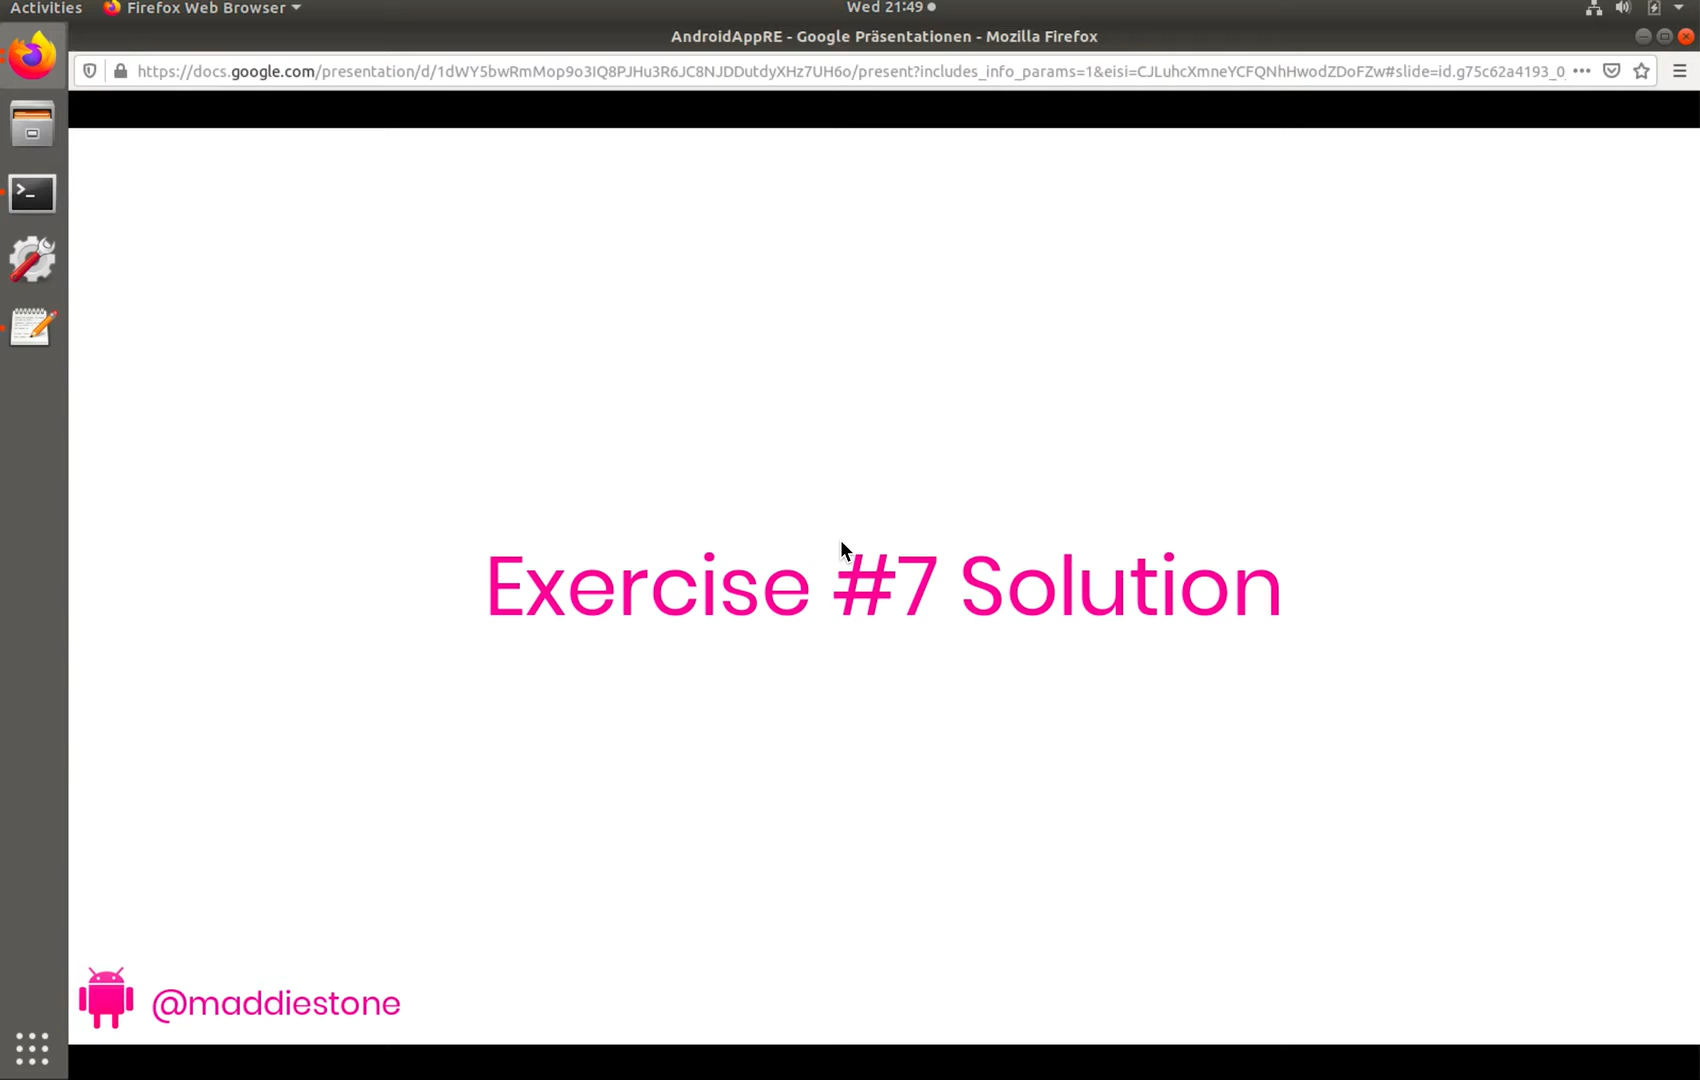 Activities Firefox Web Browser Wed 21:49
AndroidAppRE - Google Präsentationen - Mozilla Firefox
https://docs.google.com/presentation/d/1dWY5bwRmMop9o3IQ8PJHu3R6JC8NJDDutdyXHz7UH6o/present?includes_info_params=1&eisi=CJLuhcXmneYCFQNhHwodZDoFZw#slide=id.g75c62a4193_0
Exercise #7 Solution
@maddiestone